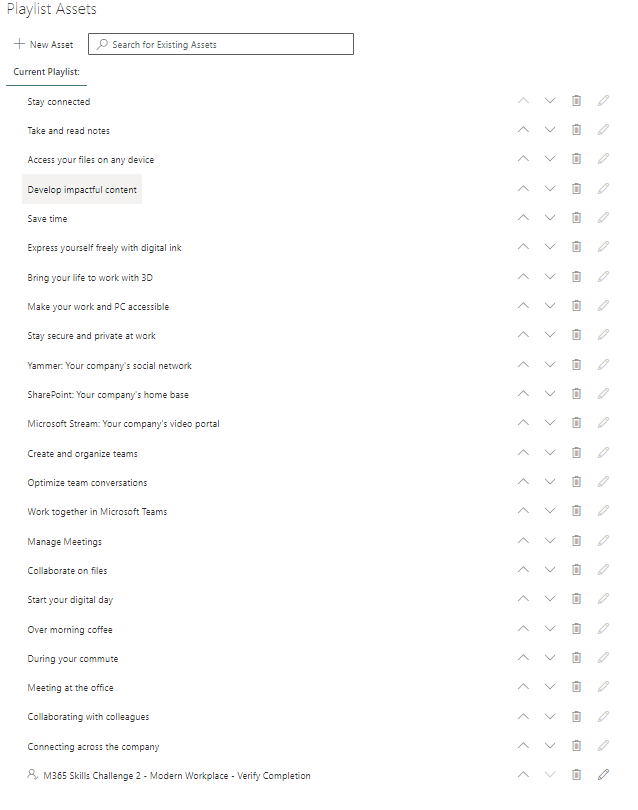 Playlist Assets
New Asset
Search for Existing Assets
Current Playlist:
Stay connected
Take and read notes
Access your files on any device
Develop impactful content
Save time
Express yourself freely with digital ink
Bring your life to work with 3D
Make your work and PC accessible
Stay secure and private at work
Yammer: Your company's social network
SharePoint: Your company's home base
Microsoft Stream: Your company's video portal
Create and organize teams
Optimize team conversations
Work together in Microsoft Teams
Manage Meetings
Collaborate on files
Start your digital day
Over morning coffee
During your commute
Meeting at the office
Collaborating with colleagues
Connecting across the company
M365 Skills Challenge 2 - Modern Workplace - Verify Completion